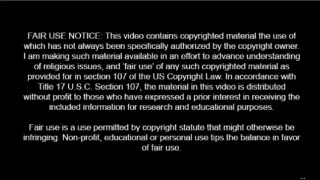 FAIR USE NOTICE: This video contains copyrighted material the use of
which has not always been specifically authorized by the copyright owner.
I am making such material available in an effort to advance understanding
of religious issues, and 'fair use' of any such copyrighted material as
provided for in section 107 of the US Copyright Law. In accordance with
Title 17 U.S.C. Section 107, the material in this video is distributed
without profit to those who have expressed a prior interest in receiving the
included information for research and educational purposes.
Fair use is a use permitted by copyright statute that might otherwise be
infringing. Non-profit, educational or personal use tips the balance in favor
of fair use.